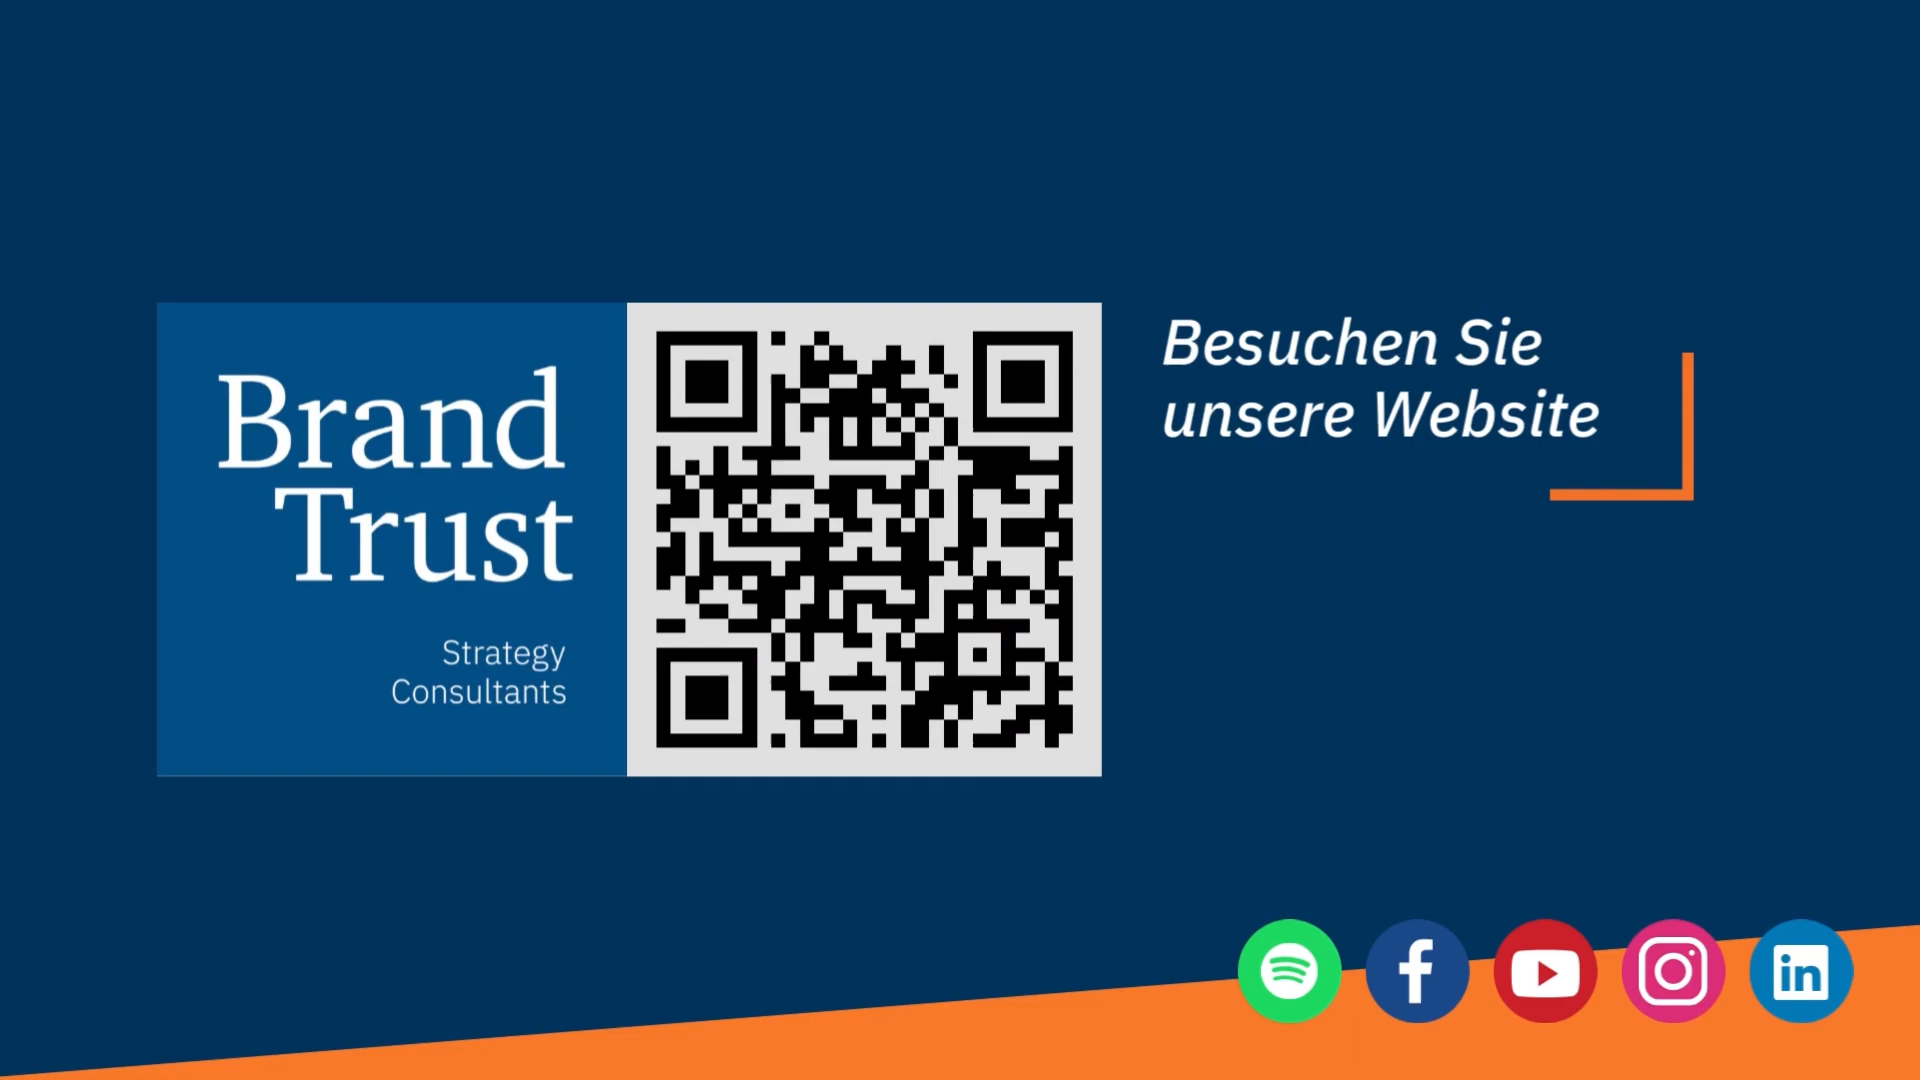 Brand
Trust
Strategy
Consultants
Besuchen Sie
unsere Website